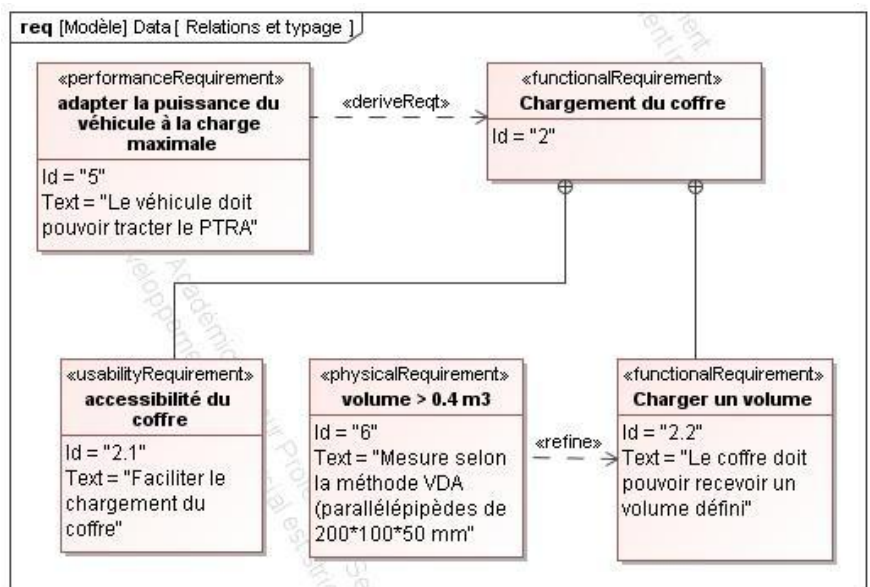 req [Modèle] Data [ Relations et typage ]
«performanceRequirement»
adapter la puissance du
véhicule à la charge
maximale
Id = "5"
Text = "Le véhicule doit
pouvoir tracter le PTRA"
«deriveReqt»
«functionalRequirement»
Chargement du coffre
Id = "2"
«usabilityRequirement»
accessibilité du
coffre
Id = "2.1"
Text = "Faciliter le
chargement du
coffre"
«physicalRequirement»
volume > 0.4 m3
Id = "6"
Text = "Mesure selon
la méthode VDA
(parallélépipèdes de
200*100*50 mm"
«refine»
«functionalRequirement»
Charger un volume
Id = "2.2"
Text = "Le coffre doit
pouvoir recevoir un
volume défini"